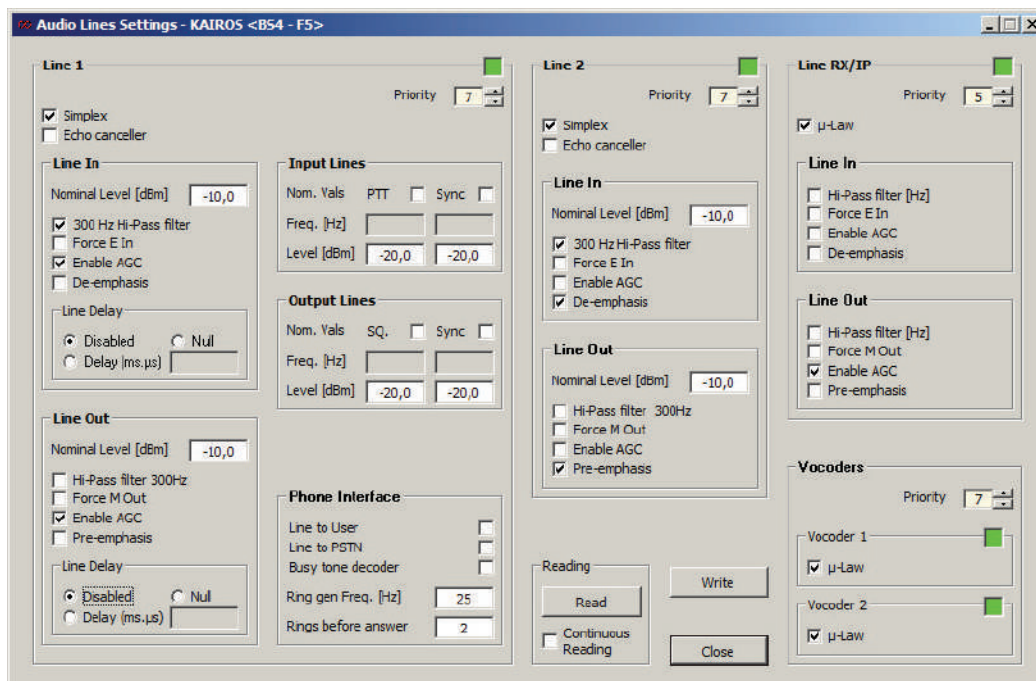 Audio Lines Settings - KAIROS <BS4 - F5>
Line 1
Priority 7
Simplex
Echo canceller
Line In
Nominal Level [dBm] -10,0
300 Hz Hi-Pass filter
Force E In
Enable AGC
De-emphasis
Line Delay
Disabled Null
Delay (ms.µs)
Line Out
Nominal Level [dBm] -10,0
Hi-Pass filter 300Hz
Force M Out
Enable AGC
Pre-emphasis
Line Delay
Disabled Null
Delay (ms.µs)
Input Lines
Nom. Vals PTT Sync
Freq. [Hz]
Level [dBm] -20,0 -20,0
Output Lines
Nom. Vals SQ. Sync
Freq. [Hz]
Level [dBm] -20,0 -20,0
Phone Interface
Line to User
Line to PSTN
Busy tone decoder
Ring gen Freq. [Hz] 25
Rings before answer 2
Line 2
Priority 7
Simplex
Echo canceller
Line In
Nominal Level [dBm] -10,0
300 Hz Hi-Pass filter
Force E In
Enable AGC
De-emphasis
Line Out
Nominal Level [dBm] -10,0
Hi-Pass filter 300Hz
Force M Out
Enable AGC
Pre-emphasis
Reading
Read
Continuous
Reading
Write
Close
Line RX/IP
Priority 5
µ-Law
Line In
Hi-Pass filter [Hz]
Force E In
Enable AGC
De-emphasis
Line Out
Hi-Pass filter [Hz]
Force M Out
Enable AGC
Pre-emphasis
Vocoders
Priority 7
Vocoder 1
µ-Law
Vocoder 2
µ-Law